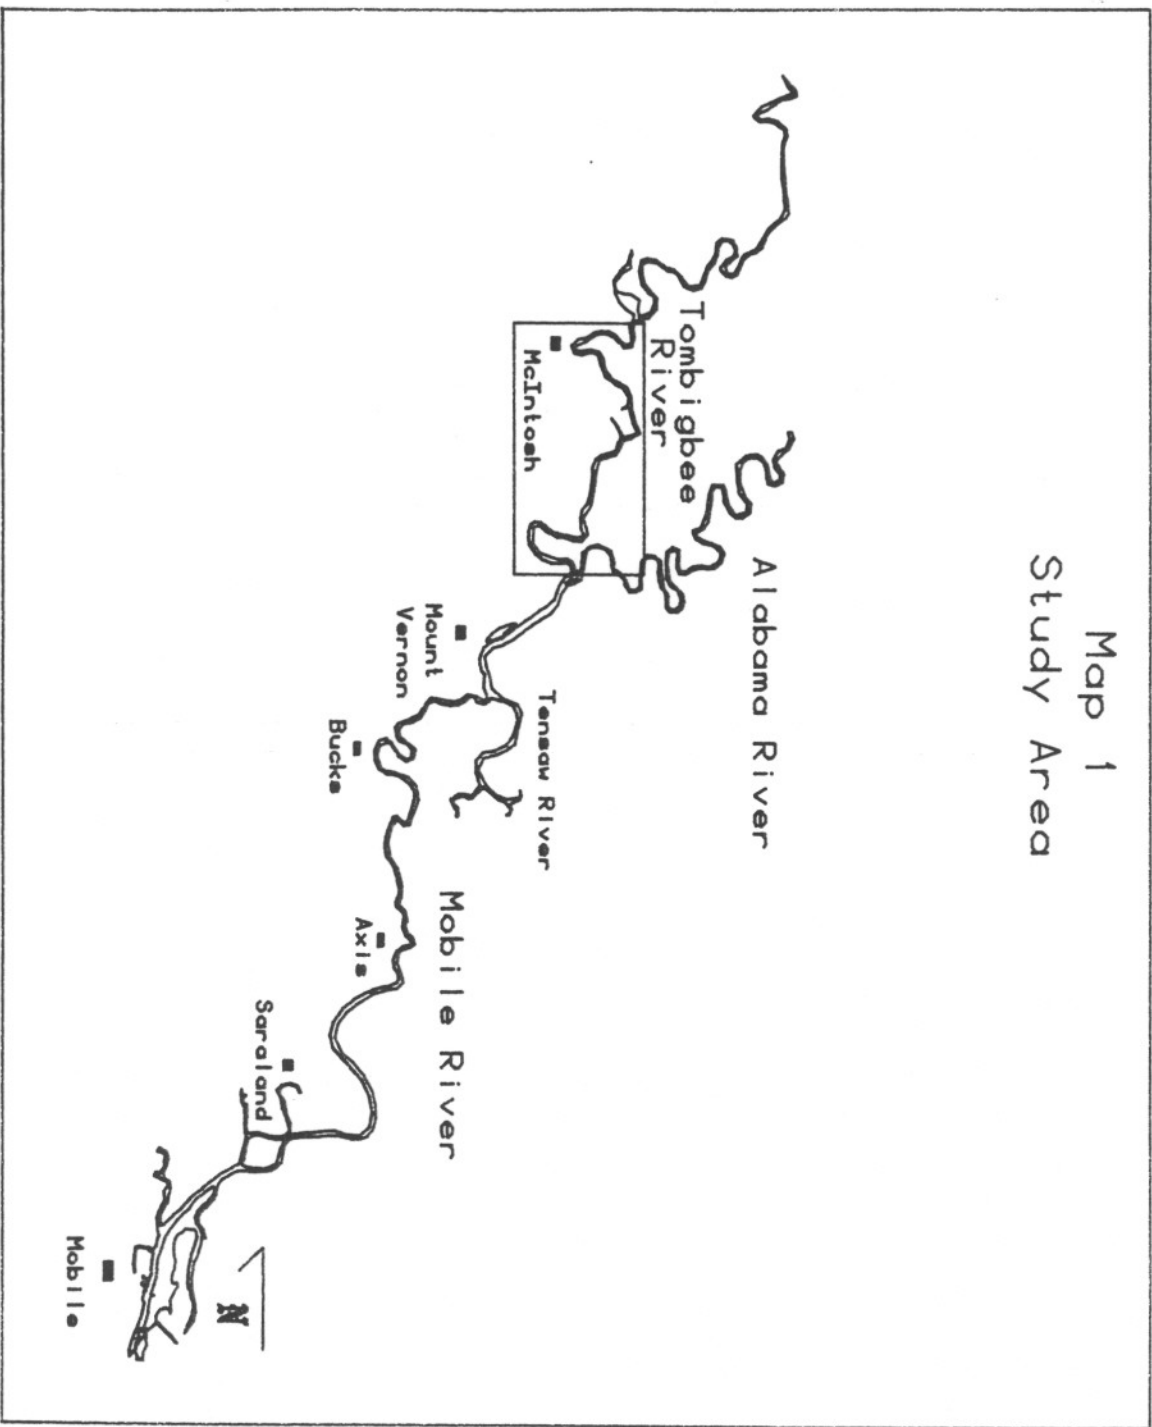 Map 1
Study Area
Alabama River
Tombigbee
River
McIntosh
Tensaw River
Mount
Vernon
Bucks
Mobile River
Axis
Saraland
N
Mobile